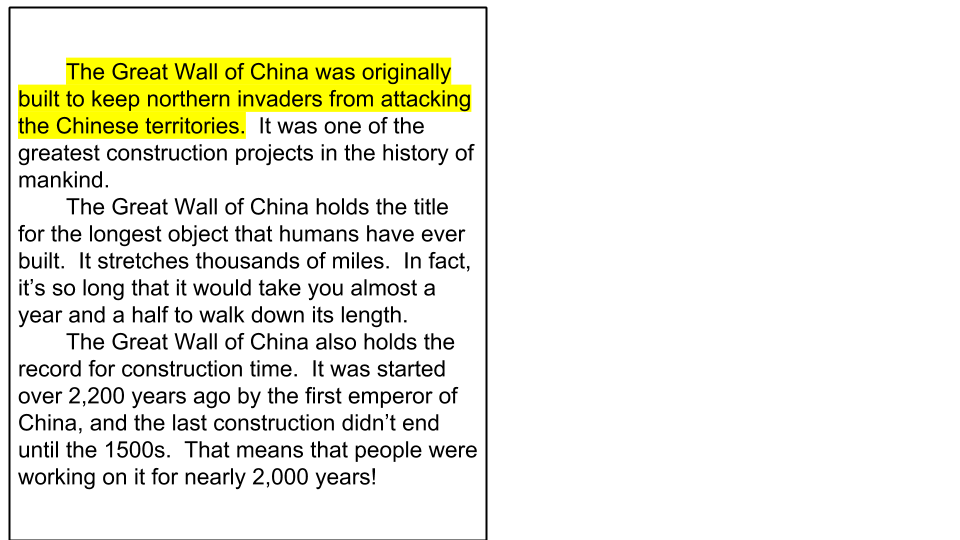 The Great Wall of China was originally
built to keep northern invaders from attacking
the Chinese territories.  It was one of the
greatest construction projects in the history of
mankind.
The Great Wall of China holds the title
for the longest object that humans have ever
built.  It stretches thousands of miles.  In fact,
it’s so long that it would take you almost a
year and a half to walk down its length.
The Great Wall of China also holds the
record for construction time.  It was started
over 2,200 years ago by the first emperor of
China, and the last construction didn’t end
until the 1500s.  That means that people were
working on it for nearly 2,000 years!